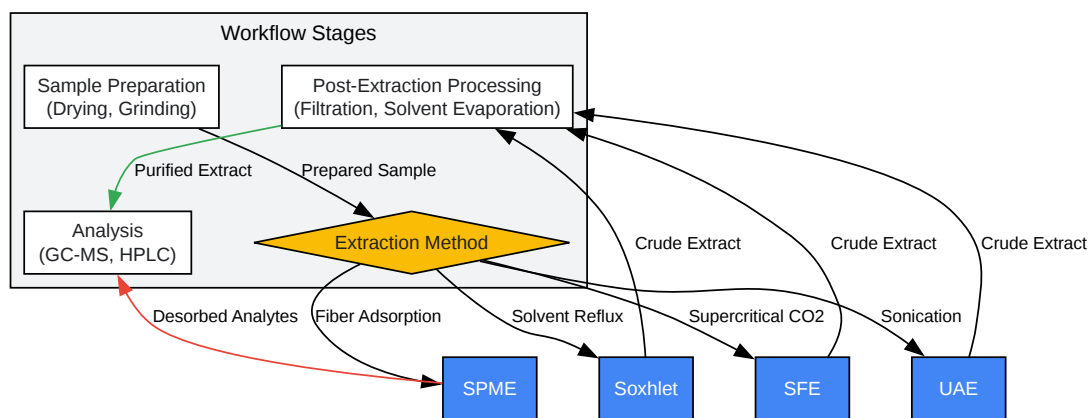 Workflow Stages
Sample Preparation
(Drying, Grinding)
Post-Extraction Processing
(Filtration, Solvent Evaporation)
Purified Extract
Prepared Sample
Analysis
(GC-MS, HPLC)
Extraction Method
Crude Extract
Crude Extract
Crude Extract
Desorbed Analytes
Fiber Adsorption
Solvent Reflux
Supercritical CO2
Sonication
SPME
Soxhlet
SFE
UAE